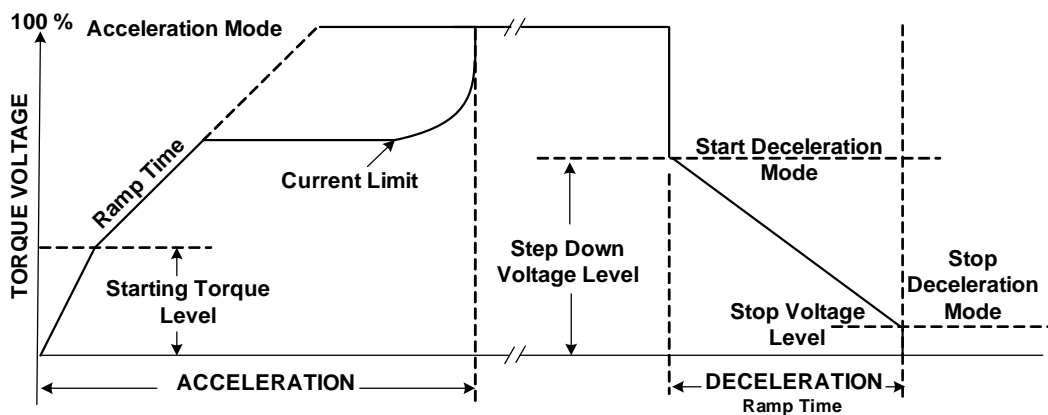 100 %
Acceleration Mode
TORQUE VOLTAGE
Ramp Time
Current Limit
Starting Torque
Level
ACCELERATION
Step Down
Voltage Level
Start Deceleration
Mode
Stop Voltage
Level
Stop
Deceleration
Mode
DECELERATION
Ramp Time